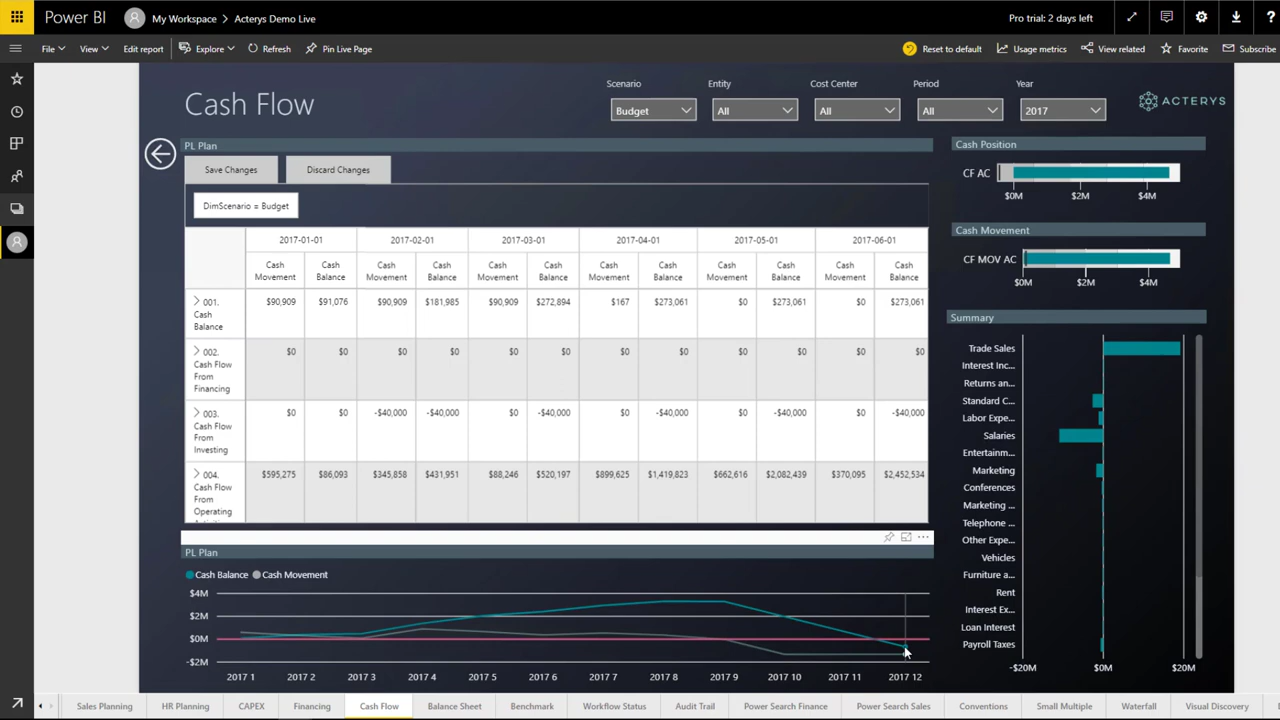 Power BI My Workspace > Acterys Demo Live Pro trial: 2 days left ?
File View Edit report Explore Refresh Pin Live Page Reset to default Usage metrics View related Favorite Subscribe
Cash Flow
Scenario Entity Cost Center Period Year
Budget All All All 2017
ACTERYS
PL Plan
Save Changes Discard Changes
DimScenario = Budget
2017-01-01 2017-02-01 2017-03-01 2017-04-01 2017-05-01 2017-06-01
Cash Movement Cash Balance Cash Movement Cash Balance Cash Movement Cash Balance Cash Movement Cash Balance Cash Movement Cash Balance Cash Movement Cash Balance
001. $90,909 $91,076 $90,909 $181,985 $90,909 $272,894 $167 $273,061 $0 $273,061 $0 $273,061
Cash
Balance
002. $0 $0 $0 $0 $0 $0 $0 $0 $0 $0 $0 $0
Cash Flow
From
Financing
003. $0 $0 -$40,000 -$40,000 $0 -$40,000 $0 -$40,000 $0 -$40,000 $0 -$40,000
Cash Flow
From
Investing
004. $595,275 $86,093 $345,858 $431,951 $88,246 $520,197 $899,625 $1,419,823 $662,616 $2,082,439 $370,095 $2,452,534
Cash Flow
From
Operating
PL Plan
Cash Balance Cash Movement
$4M
$2M
$0M
-$2M
2017 1 2017 2 2017 3 2017 4 2017 5 2017 6 2017 7 2017 8 2017 9 2017 10 2017 11 2017 12
Cash Position
CF AC
$0M $2M $4M
Cash Movement
CF MOV AC
$0M $2M $4M
Summary
Trade Sales
Interest Inc...
Returns an...
Standard C...
Labor Expe...
Salaries
Entertainm...
Marketing
Conferences
Marketing ...
Telephone ...
Other Expe...
Vehicles
Furniture a...
Rent
Interest Ex...
Loan Interest
Payroll Taxes
-$20M $0M $20M
Sales Planning HR Planning CAPEX Financing Cash Flow Balance Sheet Benchmark Workflow Status Audit Trail Power Search Finance Power Search Sales Conventions Small Multiple Waterfall Visual Discovery